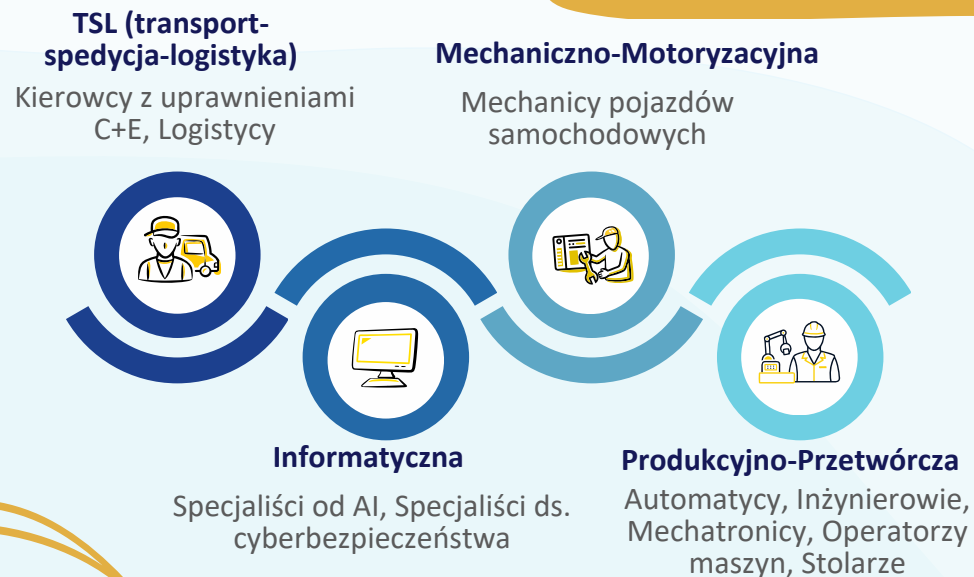 TSL (transport-
spedycja-logistyka)
Kierowcy z uprawnieniami
C+E, Logistycy
Mechaniczno-Motoryzacyjna
Mechanicy pojazdów
samochodowych
Informatyczna
Specjaliści od AI, Specjaliści ds.
cyberbezpieczeństwa
Produkcyjno-Przetwórcza
Automatycy, Inżynierowie,
Mechatronicy, Operatorzy
maszyn, Stolarze